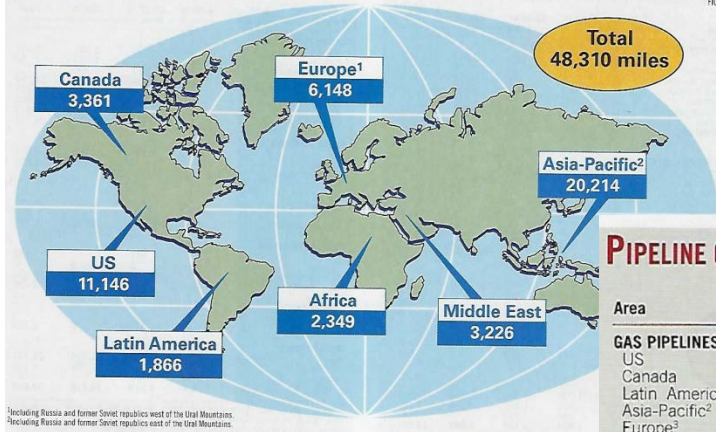 Total
48,310 miles
Canada
3,361
Europe¹
6,148
Asia-Pacific²
20,214
US
11,146
Africa
2,349
Middle East
3,226
Latin America
1,866
¹Including Russia and former Soviet republics west of the Ural Mountains.
²Including Russia and former Soviet republics east of the Ural Mountains.
PIPELINE
Area
GAS PIPELINES
US
Canada
Latin Americ
Asia-Pacific²
Europe³